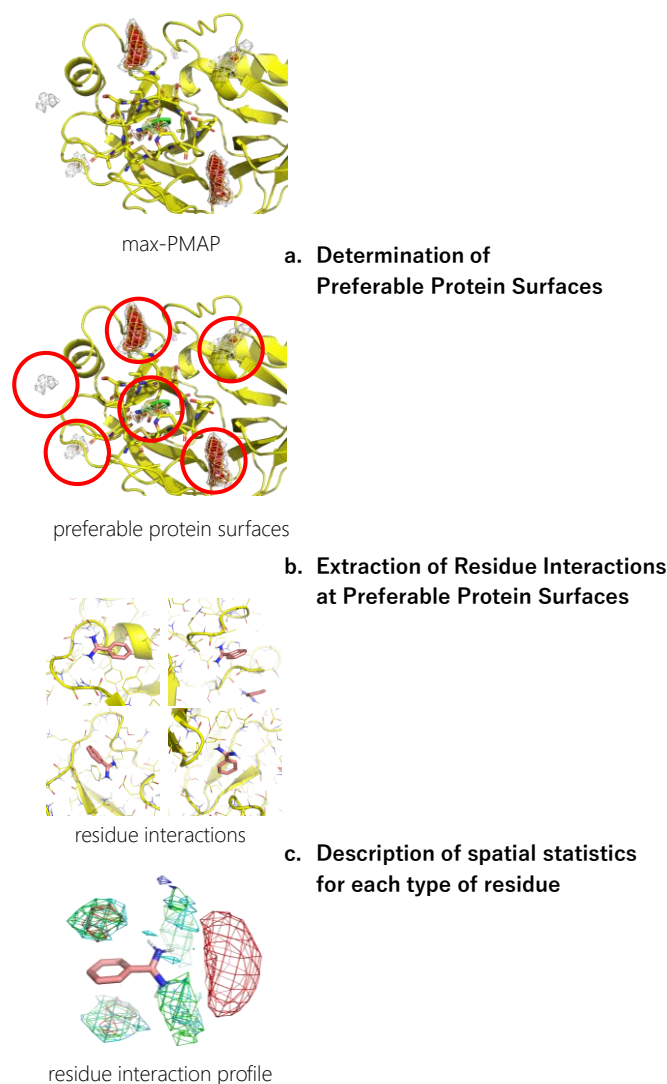 max-PMAP
a. Determination of
Preferable Protein Surfaces
preferable protein surfaces
b. Extraction of Residue Interactions
at Preferable Protein Surfaces
residue interactions
c. Description of spatial statistics
for each type of residue
residue interaction profile